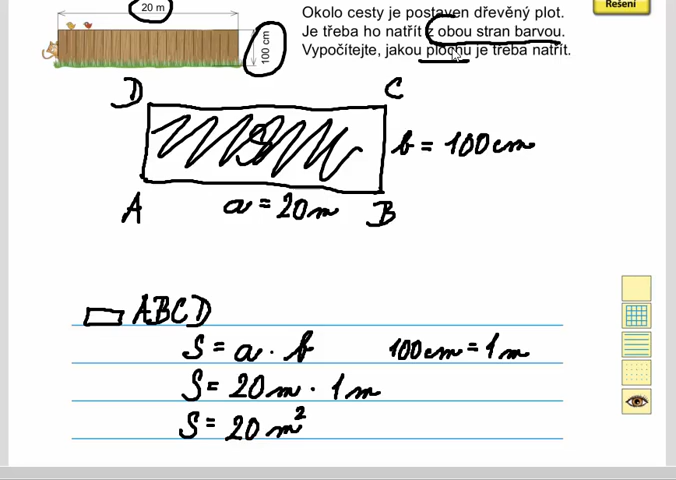 20 m
Okolo cesty je postaven dřevěný plot.
Je třeba ho natřít z obou stran barvou.
Vypočítejte, jakou plochu je třeba natřít.
100 cm
Řešení
D
C
S
b = 100 cm
A
a = 20 m
B
ABCD
S = a · b
100 cm = 1 m
S = 20 m · 1 m
S = 20 m²